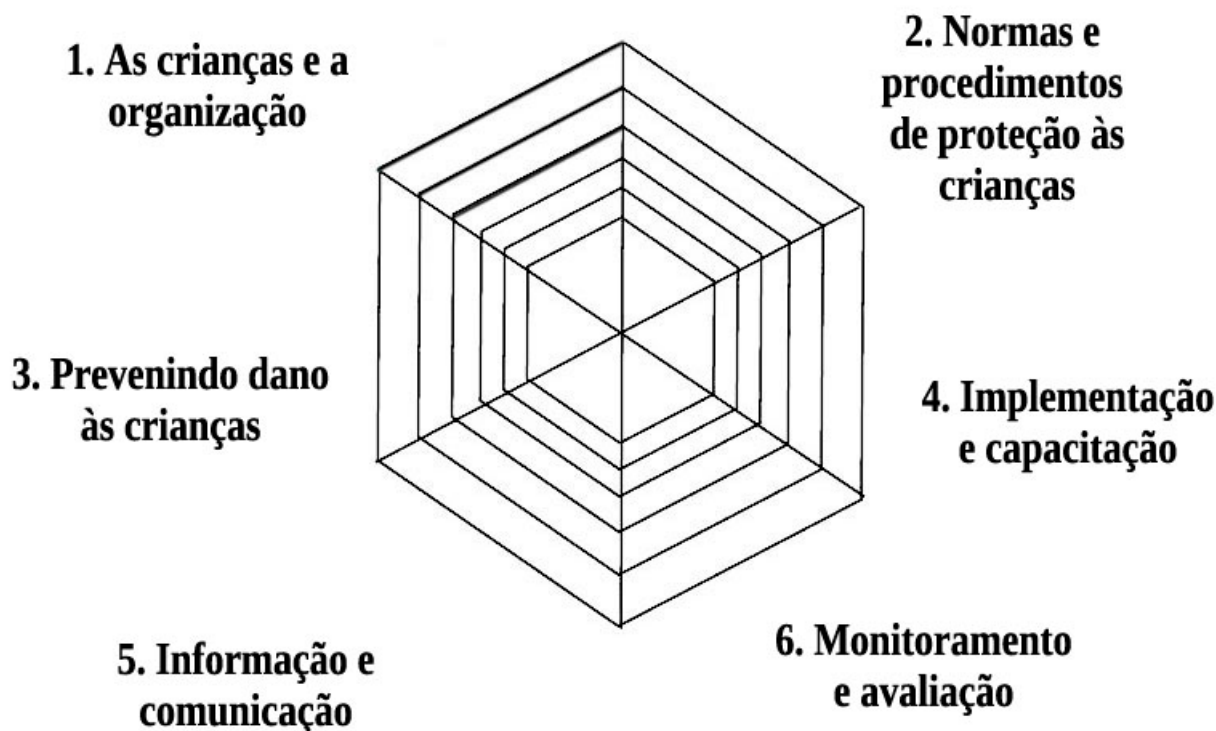 1. As crianças e a
organização
2. Normas e
procedimentos
de proteção às
crianças
3. Prevenindo dano
às crianças
4. Implementação
e capacitação
5. Informação e
comunicação
6. Monitoramento
e avaliação